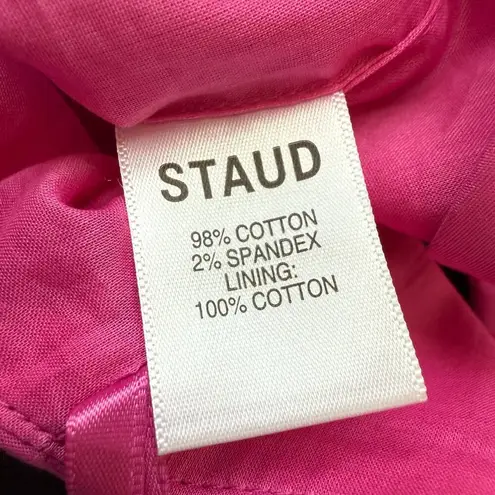 STAUD
98% COTTON
2% SPANDEX
LINING:
100% COTTON